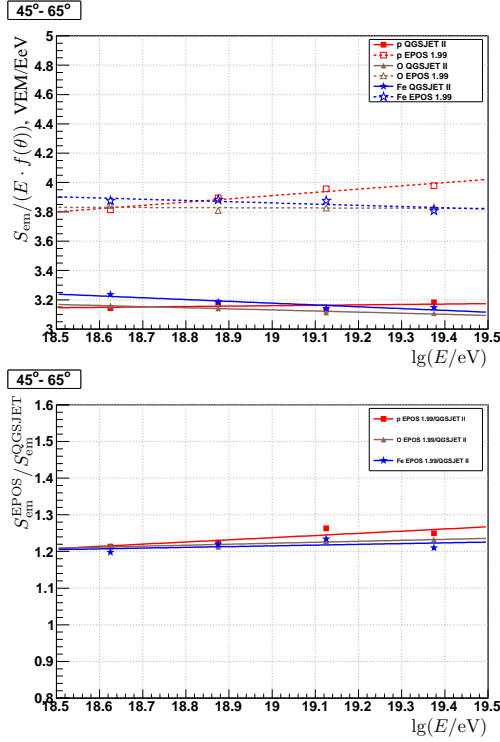 45°- 65°
S_em/(E · f(θ)), VEM/EeV
5
4.8
4.6
4.4
4.2
4
3.8
3.6
3.4
3.2
3
p QGSJET II
p EPOS 1.99
O QGSJET II
O EPOS 1.99
Fe QGSJET II
Fe EPOS 1.99
18.5 18.6 18.7 18.8 18.9 19 19.1 19.2 19.3 19.4 19.5
lg(E/eV)
45°- 65°
S_em^EPOS/S_em^QGSJET
1.6
1.5
1.4
1.3
1.2
1.1
1
0.9
0.8
p EPOS 1.99/QGSJET II
O EPOS 1.99/QGSJET II
Fe EPOS 1.99/QGSJET II
18.5 18.6 18.7 18.8 18.9 19 19.1 19.2 19.3 19.4 19.5
lg(E/eV)